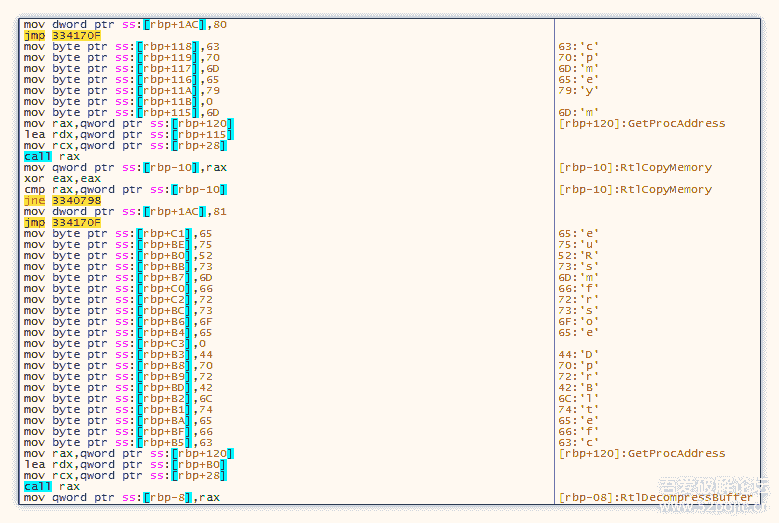 mov dword ptr ss:[rbp+1AC],80
jmp 334170F
mov byte ptr ss:[rbp+118],63 63:'c'
mov byte ptr ss:[rbp+119],70 70:'p'
mov byte ptr ss:[rbp+117],6D 6D:'m'
mov byte ptr ss:[rbp+116],65 65:'e'
mov byte ptr ss:[rbp+11A],79 79:'y'
mov byte ptr ss:[rbp+11B],0
mov byte ptr ss:[rbp+115],6D 6D:'m'
mov rax,qword ptr ss:[rbp+120] [rbp+120]:GetProcAddress
lea rdx,qword ptr ss:[rbp+115]
mov rcx,qword ptr ss:[rbp+28]
call rax
mov qword ptr ss:[rbp-10],rax [rbp-10]:RtlCopyMemory
xor eax,eax
cmp rax,qword ptr ss:[rbp-10] [rbp-10]:RtlCopyMemory
jne 3340798
mov dword ptr ss:[rbp+1AC],81
jmp 334170F
mov byte ptr ss:[rbp+C1],65 65:'e'
mov byte ptr ss:[rbp+BE],75 75:'u'
mov byte ptr ss:[rbp+B0],52 52:'R'
mov byte ptr ss:[rbp+BB],73 73:'s'
mov byte ptr ss:[rbp+B7],6D 6D:'m'
mov byte ptr ss:[rbp+C0],66 66:'f'
mov byte ptr ss:[rbp+C2],72 72:'r'
mov byte ptr ss:[rbp+BC],73 73:'s'
mov byte ptr ss:[rbp+B6],6F 6F:'o'
mov byte ptr ss:[rbp+B4],65 65:'e'
mov byte ptr ss:[rbp+C3],0
mov byte ptr ss:[rbp+B3],44 44:'D'
mov byte ptr ss:[rbp+B8],70 70:'p'
mov byte ptr ss:[rbp+B9],72 72:'r'
mov byte ptr ss:[rbp+BD],42 42:'B'
mov byte ptr ss:[rbp+B2],6C 6C:'l'
mov byte ptr ss:[rbp+B1],74 74:'t'
mov byte ptr ss:[rbp+BA],65 65:'e'
mov byte ptr ss:[rbp+BF],66 66:'f'
mov byte ptr ss:[rbp+B5],63 63:'c'
mov rax,qword ptr ss:[rbp+120] [rbp+120]:GetProcAddress
lea rdx,qword ptr ss:[rbp+B0]
mov rcx,qword ptr ss:[rbp+28]
call rax
mov qword ptr ss:[rbp-8],rax [rbp-08]:RtlDecompressBuffer
吾爱破解论坛
www.52pojie.cn